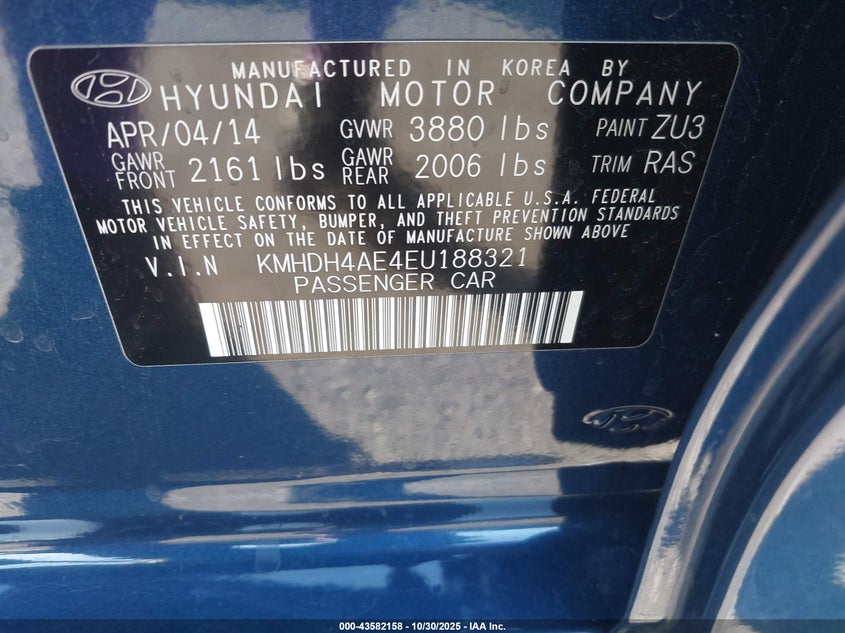 MANUFACTURED IN KOREA BY
HYUNDAI MOTOR COMPANY
APR/04/14 GVWR 3880 lbs PAINT ZU3
GAWR FRONT 2161 lbs GAWR REAR 2006 lbs TRIM RAS
THIS VEHICLE CONFORMS TO ALL APPLICABLE U.S.A. FEDERAL
MOTOR VEHICLE SAFETY, BUMPER, AND THEFT PREVENTION STANDARDS
IN EFFECT ON THE DATE OF MANUFACTURE SHOWN ABOVE
V.I.N KMHDH4AE4EU188321
PASSENGER CAR
000-43582158 - 10/30/2025 - IAA Inc.